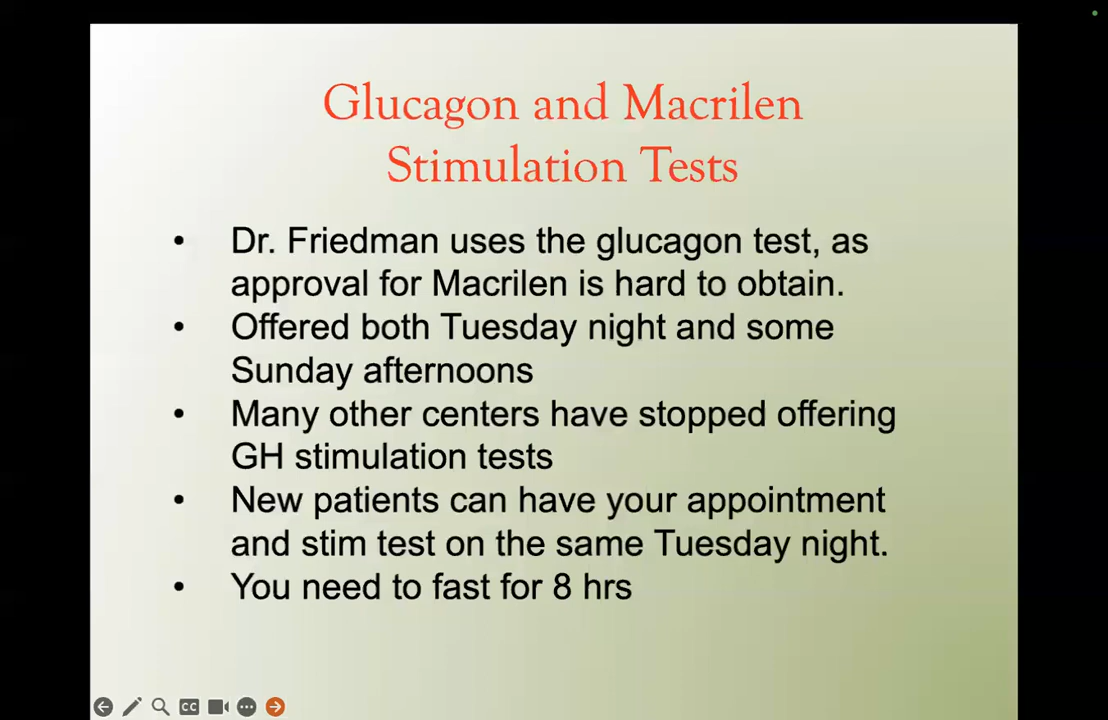 Glucagon and Macrilen
Stimulation Tests
• Dr. Friedman uses the glucagon test, as
approval for Macrilen is hard to obtain.
• Offered both Tuesday night and some
Sunday afternoons
• Many other centers have stopped offering
GH stimulation tests
• New patients can have your appointment
and stim test on the same Tuesday night.
• You need to fast for 8 hrs
CC